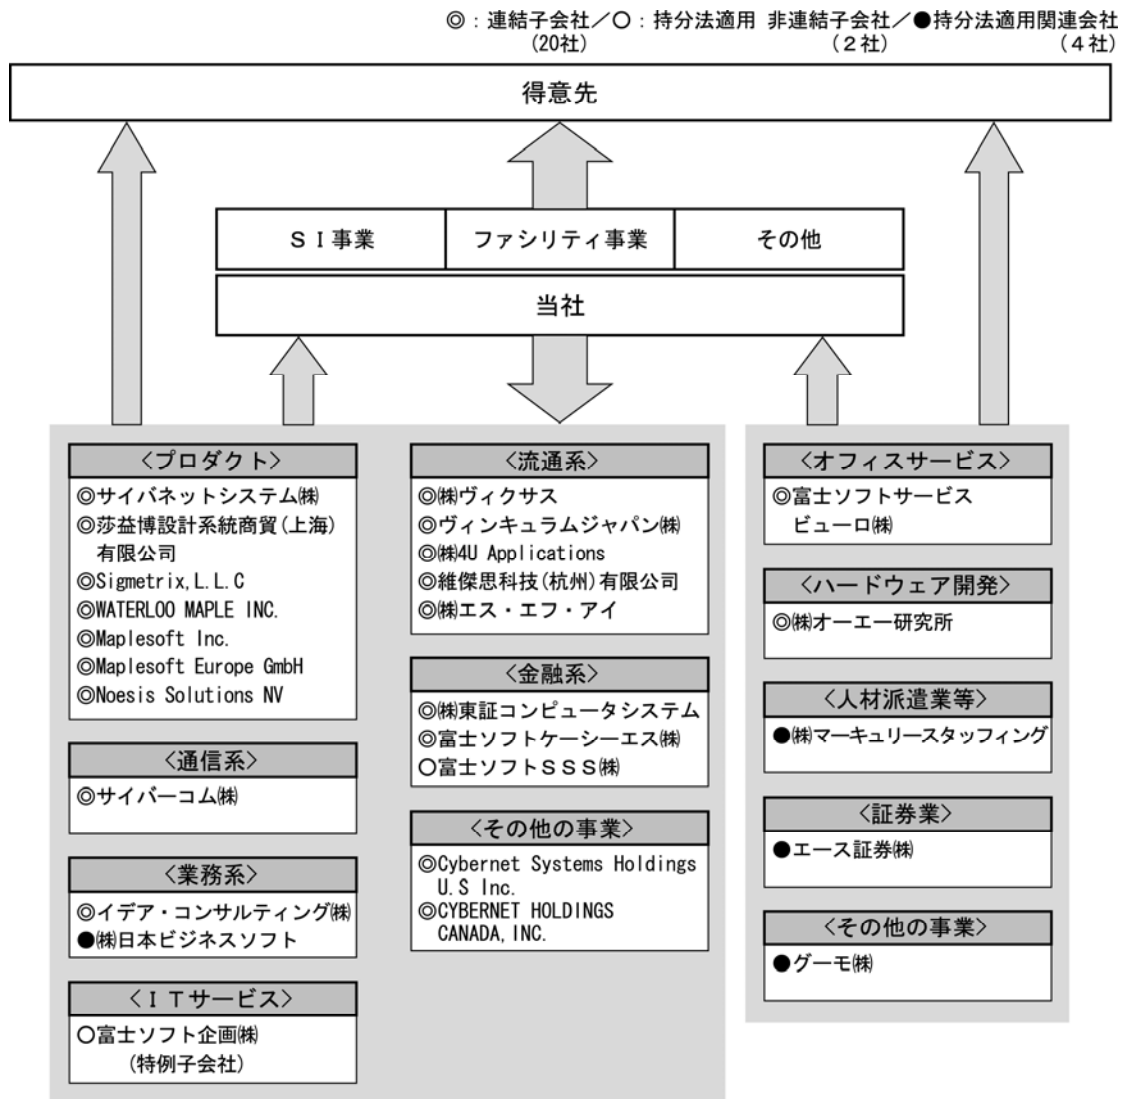 ◎：連結子会社／○：持分法適用 非連結子会社／●持分法適用関連会社
(20社) (２社) (４社)
得意先
ＳＩ事業
ファシリティ事業
その他
当社
〈プロダクト〉
◎サイバネットシステム㈱
◎莎益博設計系統商貿(上海)
有限公司
◎Sigmetrix,L.L.C
◎WATERLOO MAPLE INC.
◎Maplesoft Inc.
◎Maplesoft Europe GmbH
◎Noesis Solutions NV
〈通信系〉
◎サイバーコム㈱
〈業務系〉
◎イデア・コンサルティング㈱
●㈱日本ビジネスソフト
〈ＩＴサービス〉
○富士ソフト企画㈱
(特例子会社)
〈流通系〉
◎㈱ヴィクサス
◎ヴィンキュラムジャパン㈱
◎㈱4U Applications
◎維傑思科技(杭州)有限公司
◎㈱エス・エフ・アイ
〈金融系〉
◎㈱東証コンピュータシステム
◎富士ソフトケーシーエス㈱
○富士ソフトＳＳＳ㈱
〈その他の事業〉
◎Cybernet Systems Holdings
U.S Inc.
◎CYBERNET HOLDINGS
CANADA,INC.
〈オフィスサービス〉
◎富士ソフトサービス
ビューロ㈱
〈ハードウェア開発〉
◎㈱オーエー研究所
〈人材派遣業等〉
●㈱マーキュリースタッフィング
〈証券業〉
●エース証券㈱
〈その他の事業〉
●グーモ㈱